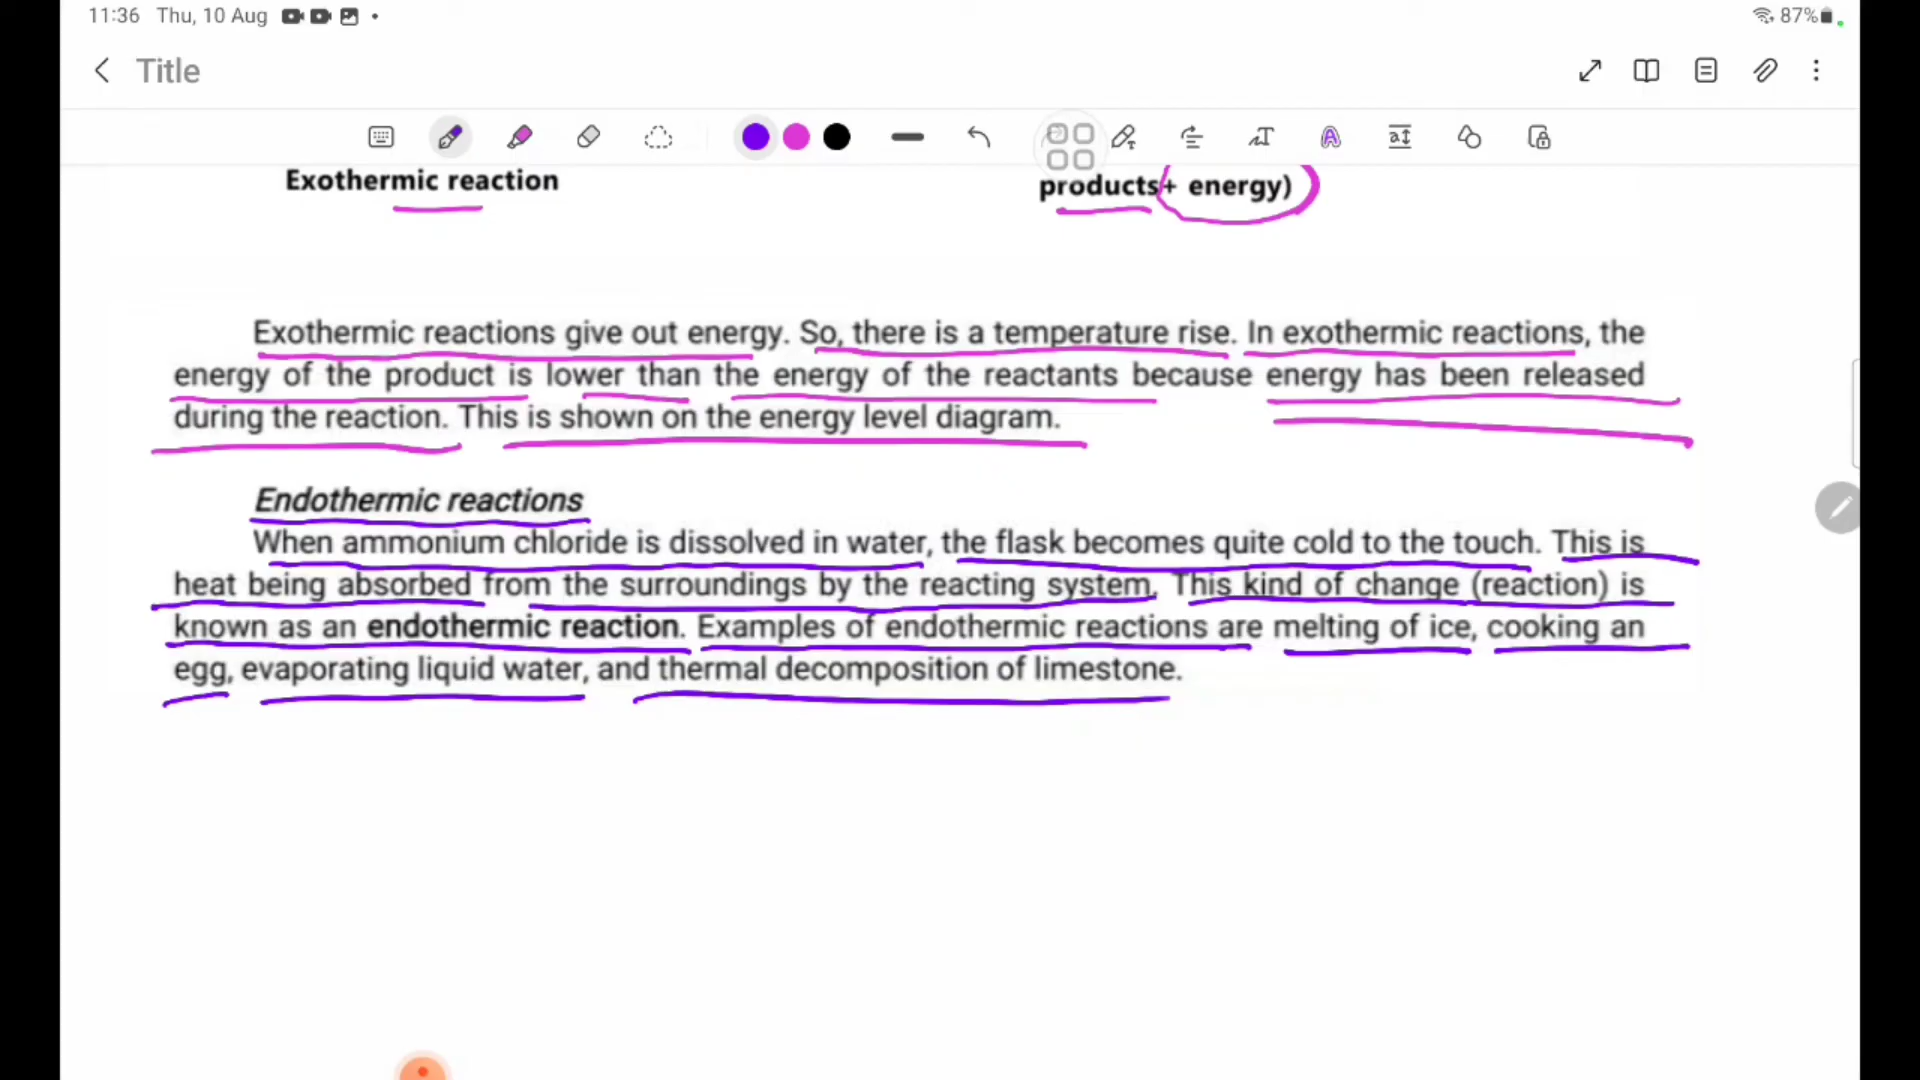 11:36 Thu, 10 Aug
87%
Title
Exothermic reaction
products+ energy)
Exothermic reactions give out energy. So, there is a temperature rise. In exothermic reactions, the
energy of the product is lower than the energy of the reactants because energy has been released
during the reaction. This is shown on the energy level diagram.
Endothermic reactions
When ammonium chloride is dissolved in water, the flask becomes quite cold to the touch. This is
heat being absorbed from the surroundings by the reacting system. This kind of change (reaction) is
known as an endothermic reaction. Examples of endothermic reactions are melting of ice, cooking an
egg, evaporating liquid water, and thermal decomposition of limestone.